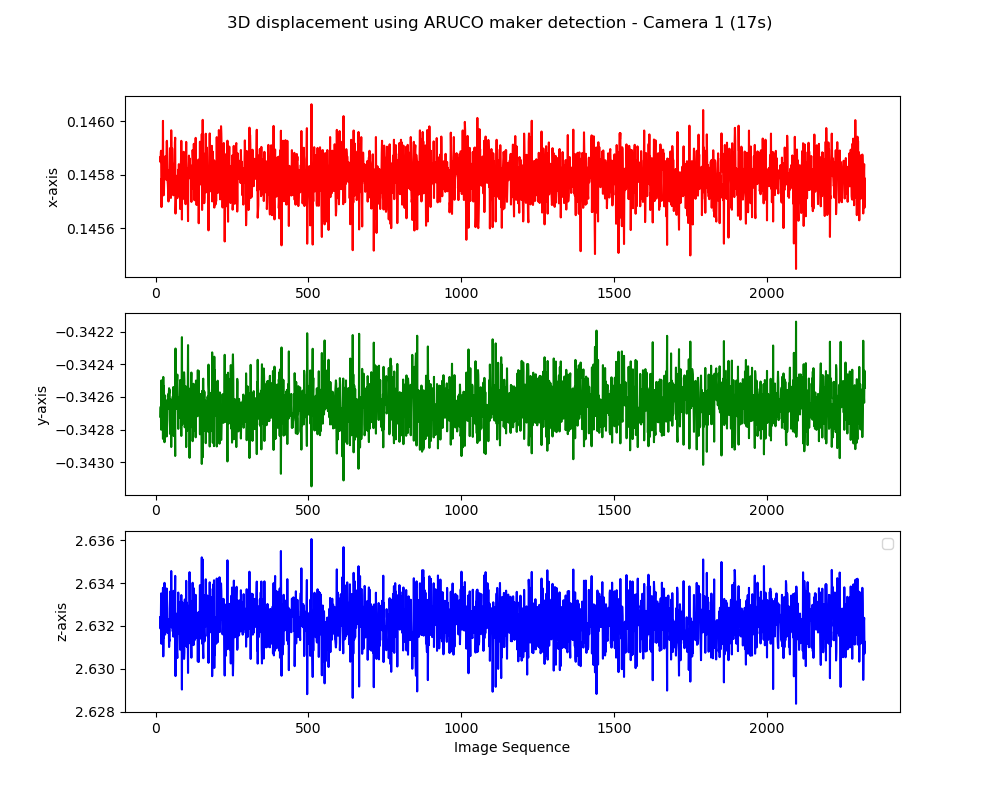 3D displacement using ARUCO maker detection - Camera 1 (17s)
0.1460
0.1458
0.1456
x-axis
0 500 1000 1500 2000
−0.3422
−0.3424
−0.3426
−0.3428
−0.3430
y-axis
0 500 1000 1500 2000
2.636
2.634
2.632
2.630
2.628
z-axis
0 500 1000 1500 2000
Image Sequence